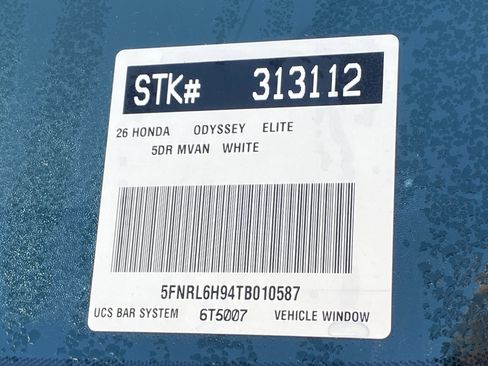 STK# 313112
26 HONDA ODYSSEY ELITE
5DR MVAN WHITE
5FNRL6H94TB010587
UCS BAR SYSTEM 6T5007 VEHICLE WINDOW